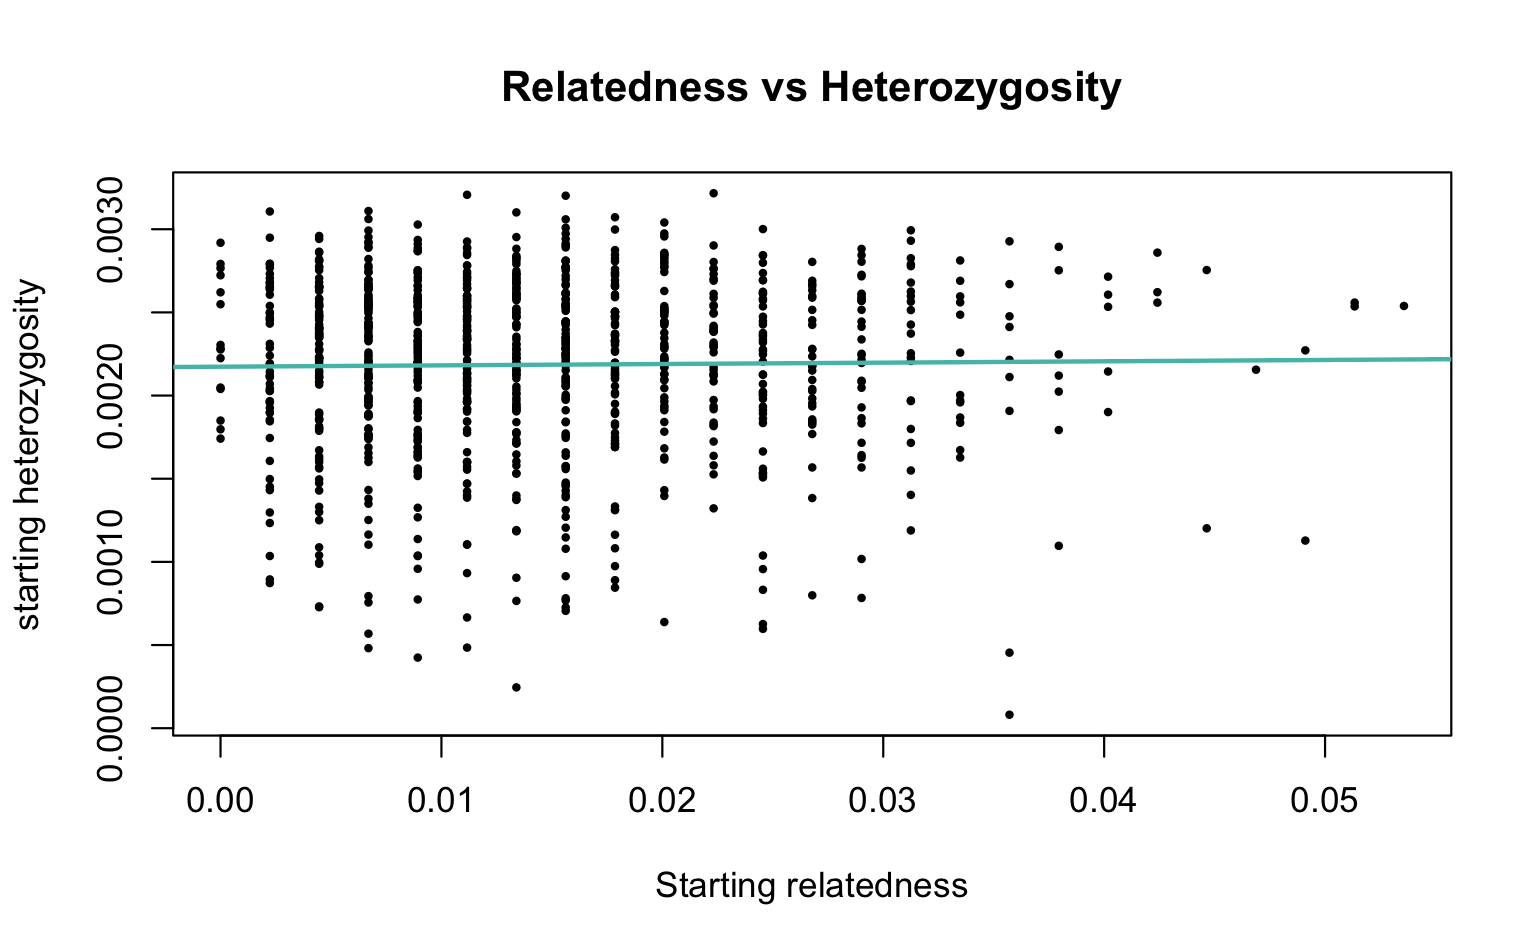 Relatedness vs Heterozygosity
starting heterozygosity
0.0030
0.0020
0.0010
0.0000
0.00 0.01 0.02 0.03 0.04 0.05
Starting relatedness